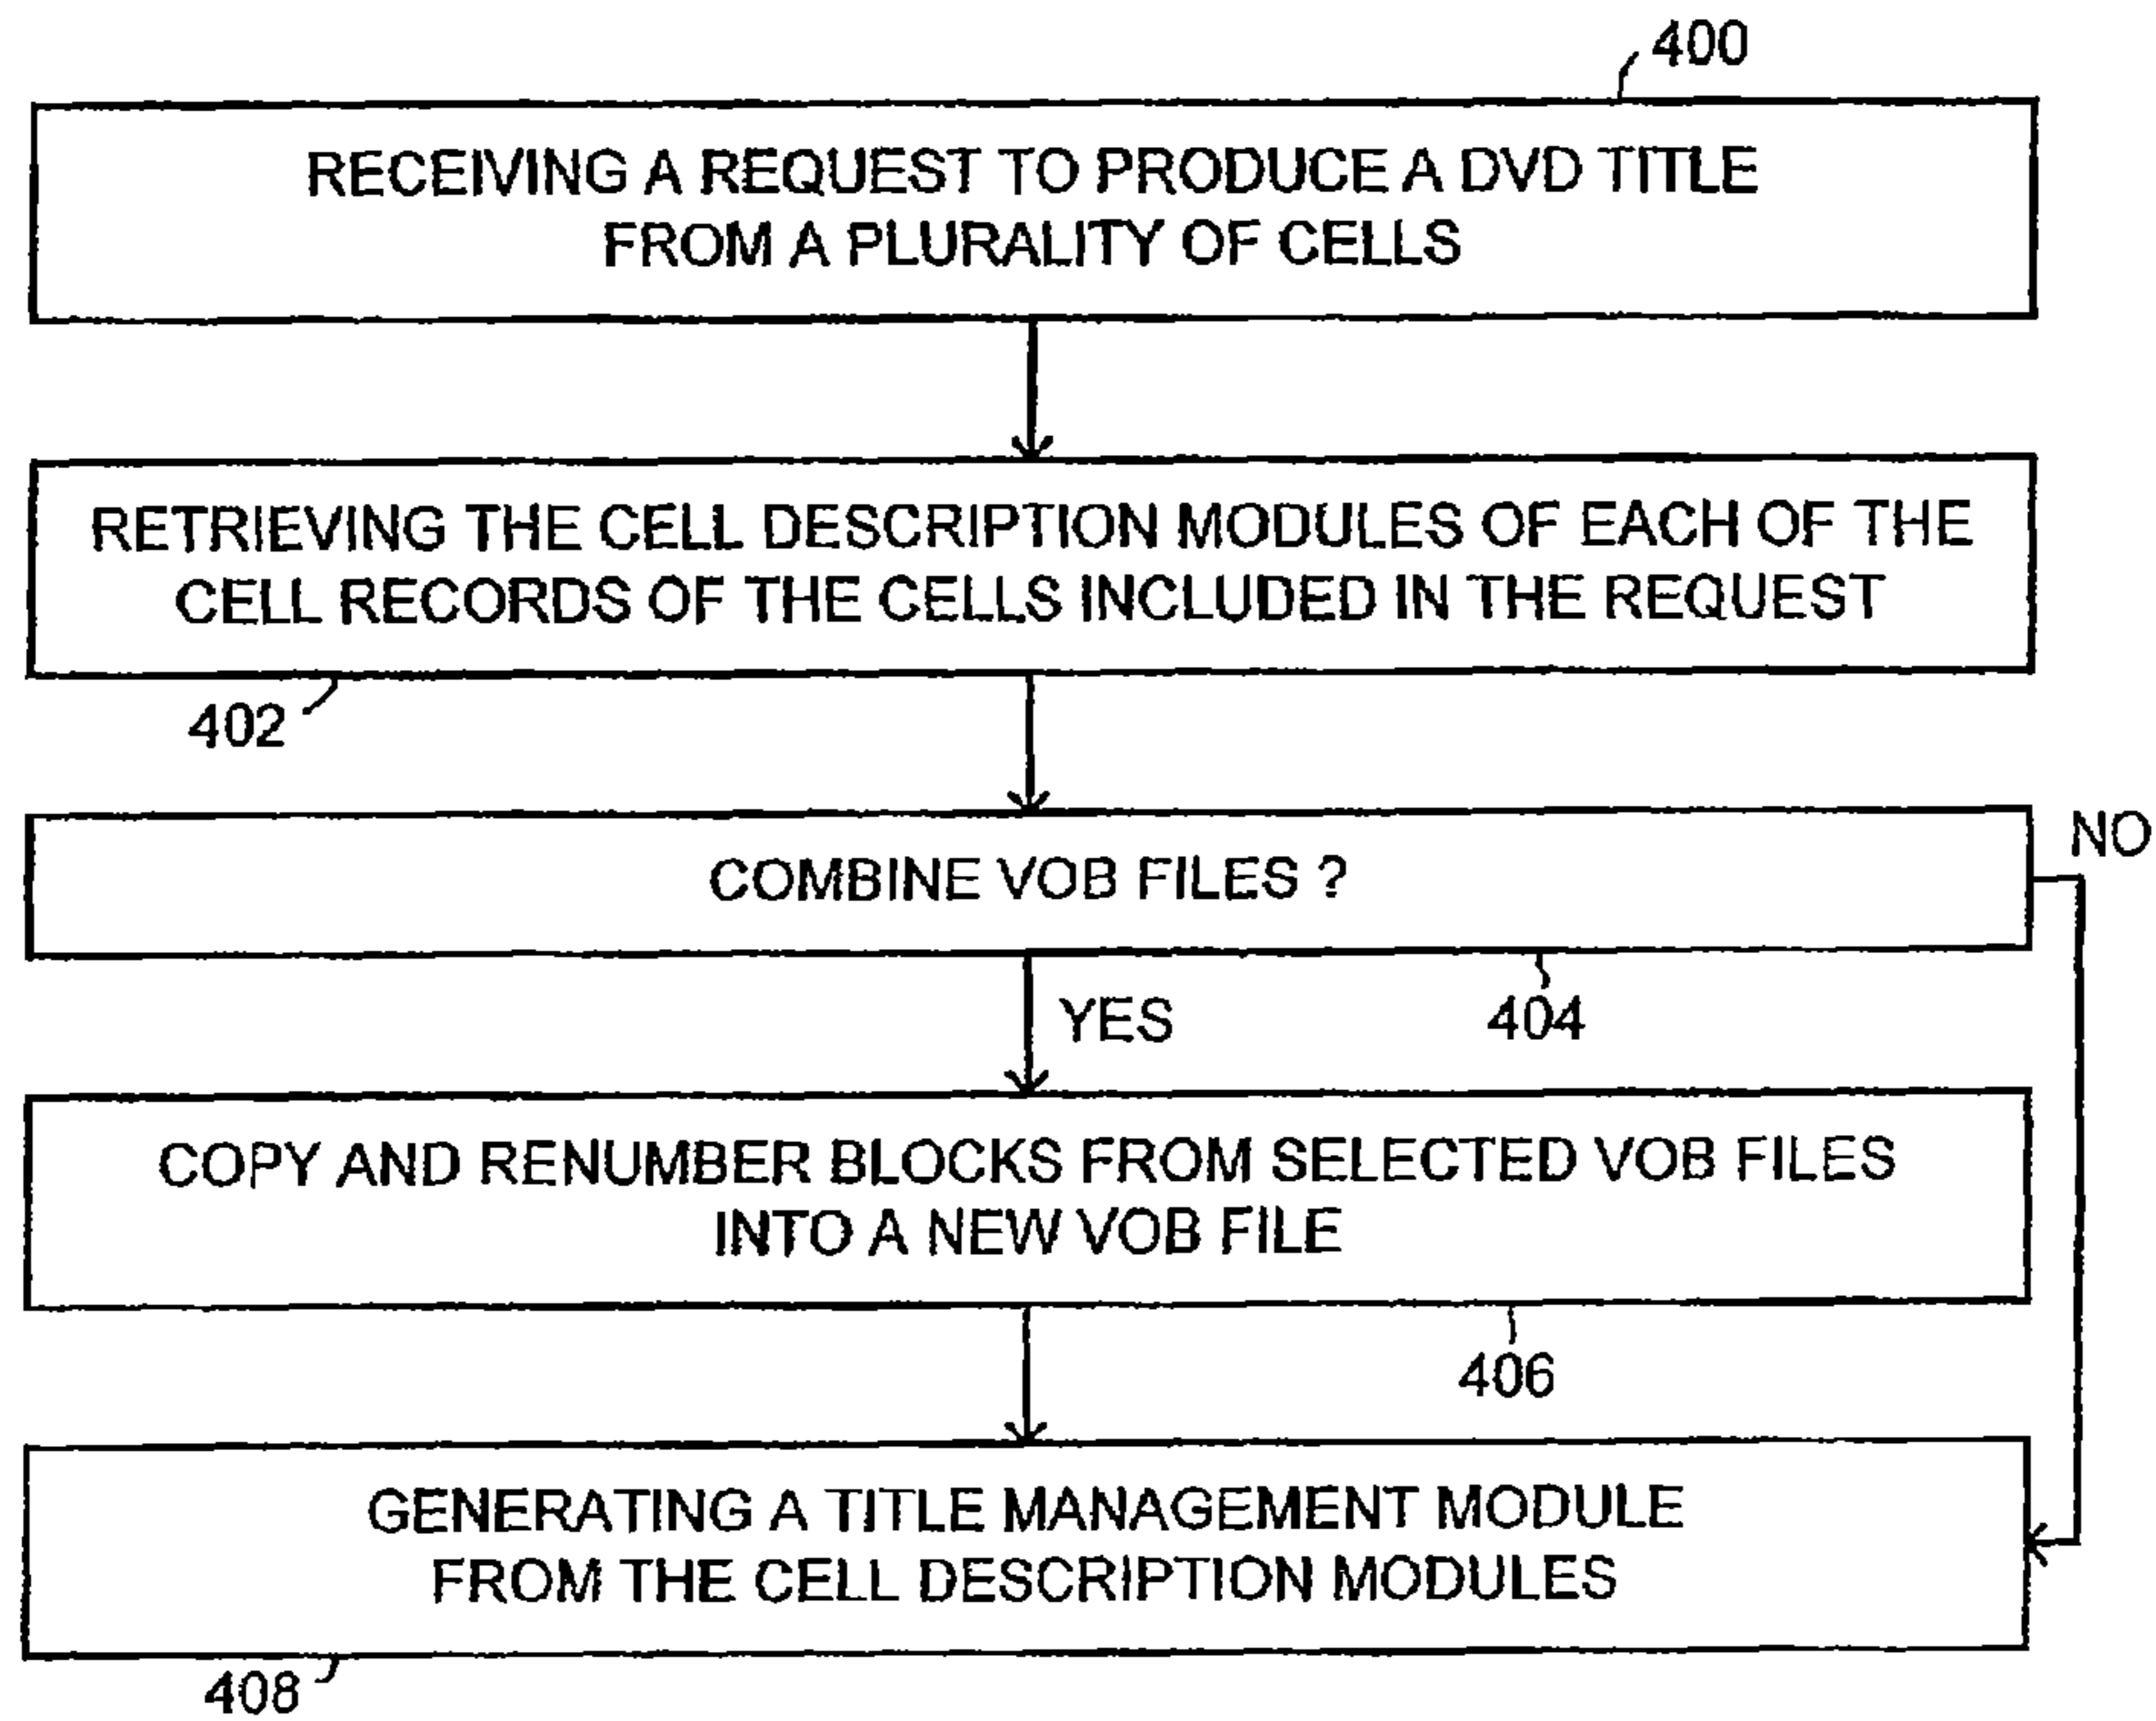 400
RECEIVING A REQUEST TO PRODUCE A DVD TITLE
FROM A PLURALITY OF CELLS
RETRIEVING THE CELL DESCRIPTION MODULES OF EACH OF THE
CELL RECORDS OF THE CELLS INCLUDED IN THE REQUEST
402
NO
COMBINE VOB FILES ?
YES
404
COPY AND RENUMBER BLOCKS FROM SELECTED VOB FILES
INTO A NEW VOB FILE
406
GENERATING A TITLE MANAGEMENT MODULE
FROM THE CELL DESCRIPTION MODULES
408